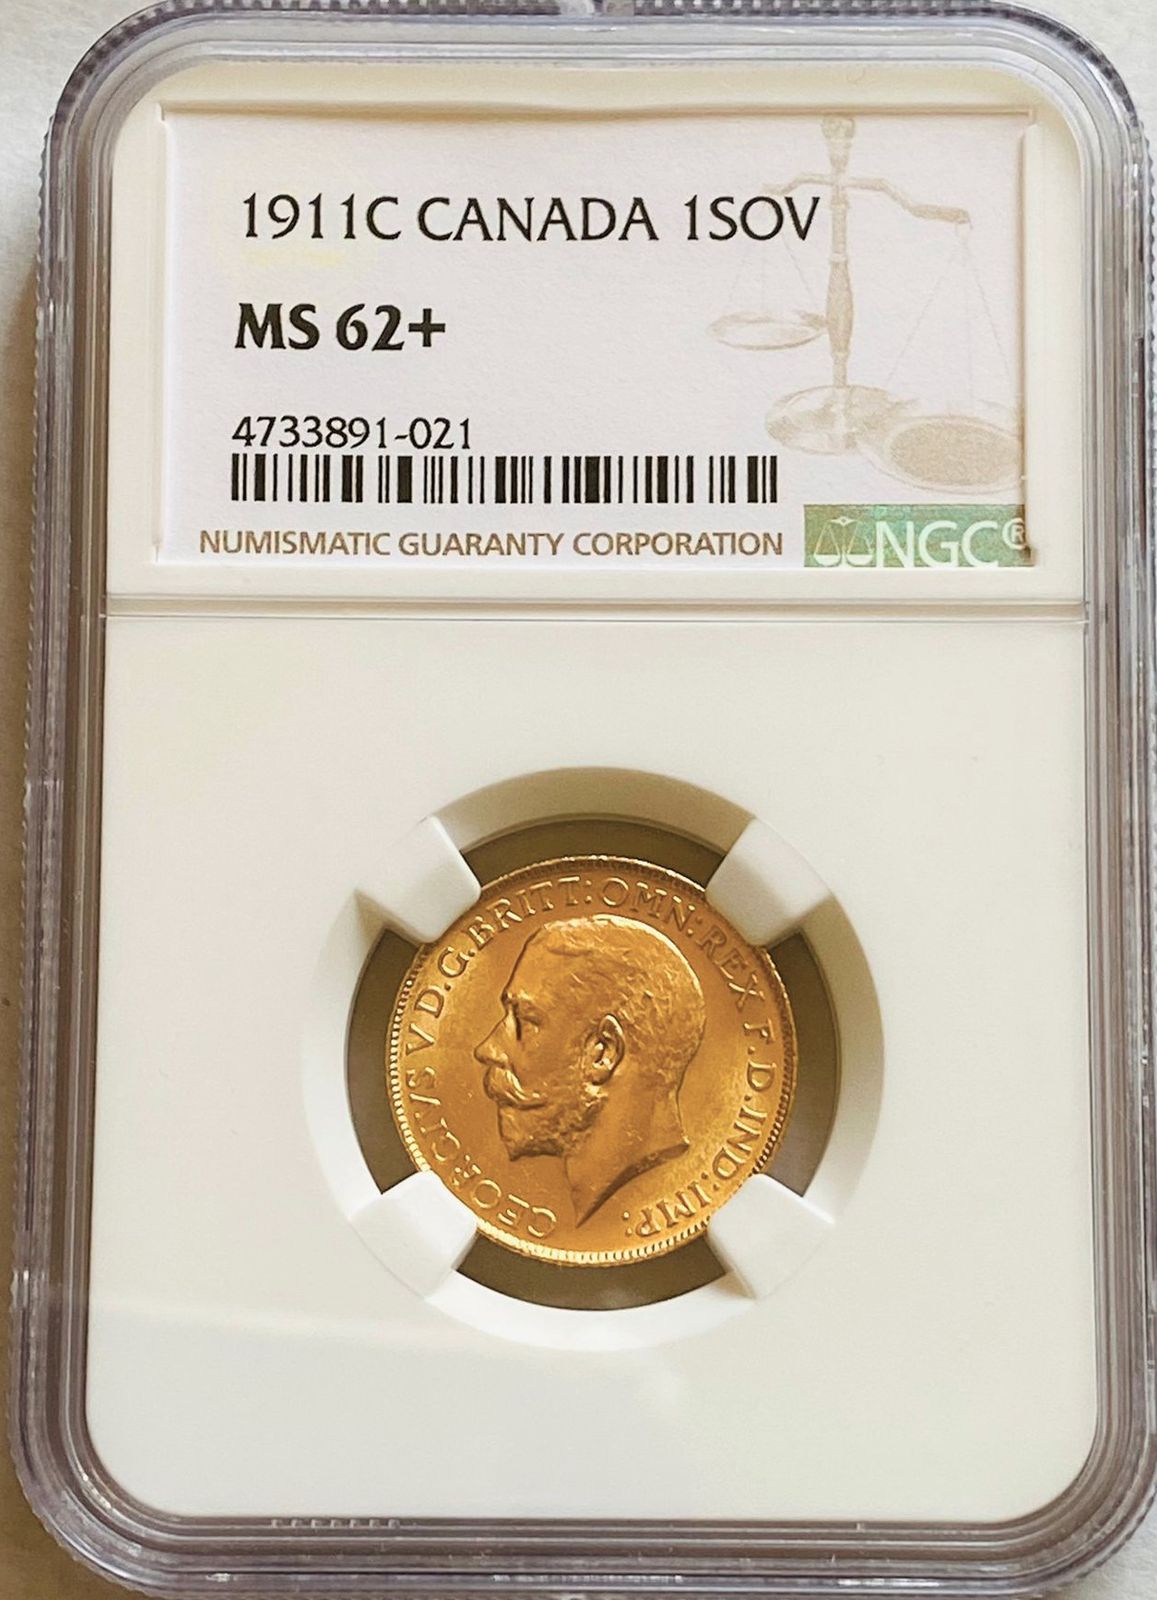 1911C CANADA 1SOV
MS 62+
4733891-021
NUMISMATIC GUARANTY CORPORATION
NGC®
GEORGIVS V D.G.BRITT:OMN:REX F.D.IND:IMP: